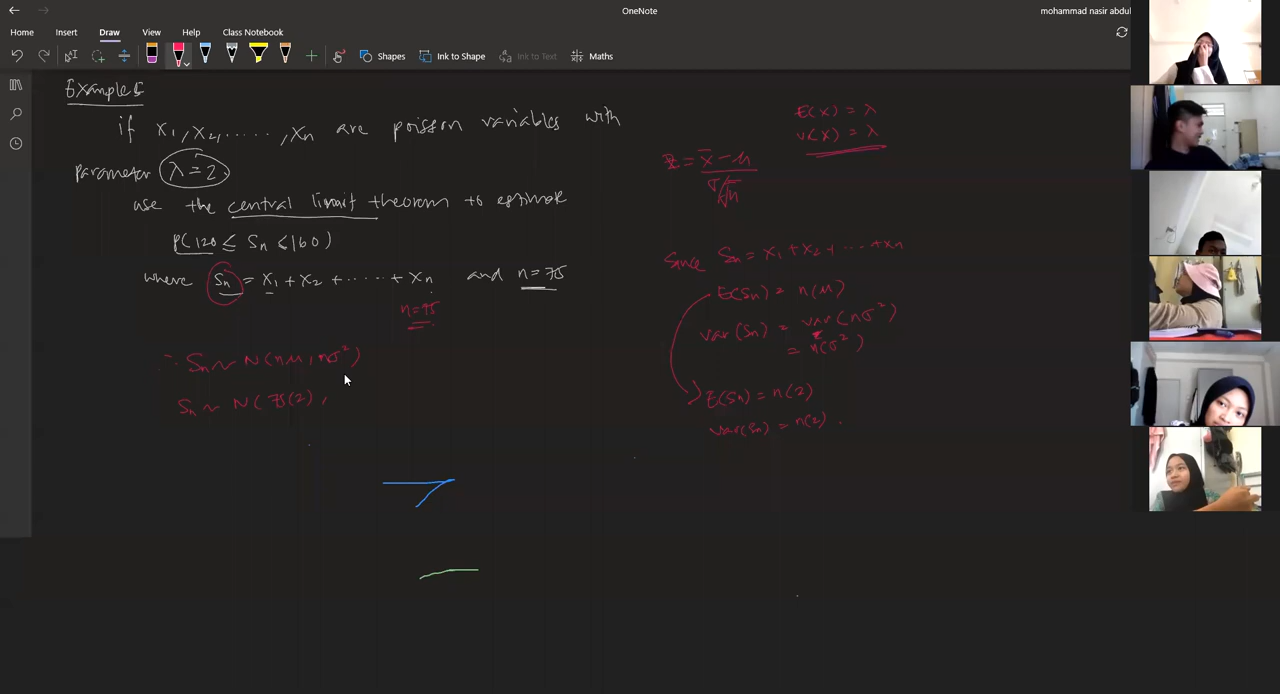 OneNote
mohammad nasir abdul
Home Insert Draw View Help Class Notebook
Shapes Ink to Shape Ink to Text Maths
Examples
if X1, X2, ....., Xn are poisson variables with
parameter λ = 2.
use the central limit theorem to estimate
P(120 ≤ Sn ≤ 160)
where Sn = X1 + X2 + ...... + Xn and n = 75
n = 75
∴ Sn ~ N(nμ, nσ²)
Sn ~ N(75(2),
E(X) = λ
V(X) = λ
Z = x̄ - μ
σ/√n
Since Sn = X1 + X2 + ... + Xn
E(Sn) = n(μ)
Var(Sn) = var(nσ²)
= n(σ²)
E(Sn) = n(2)
Var(Sn) = n(2).